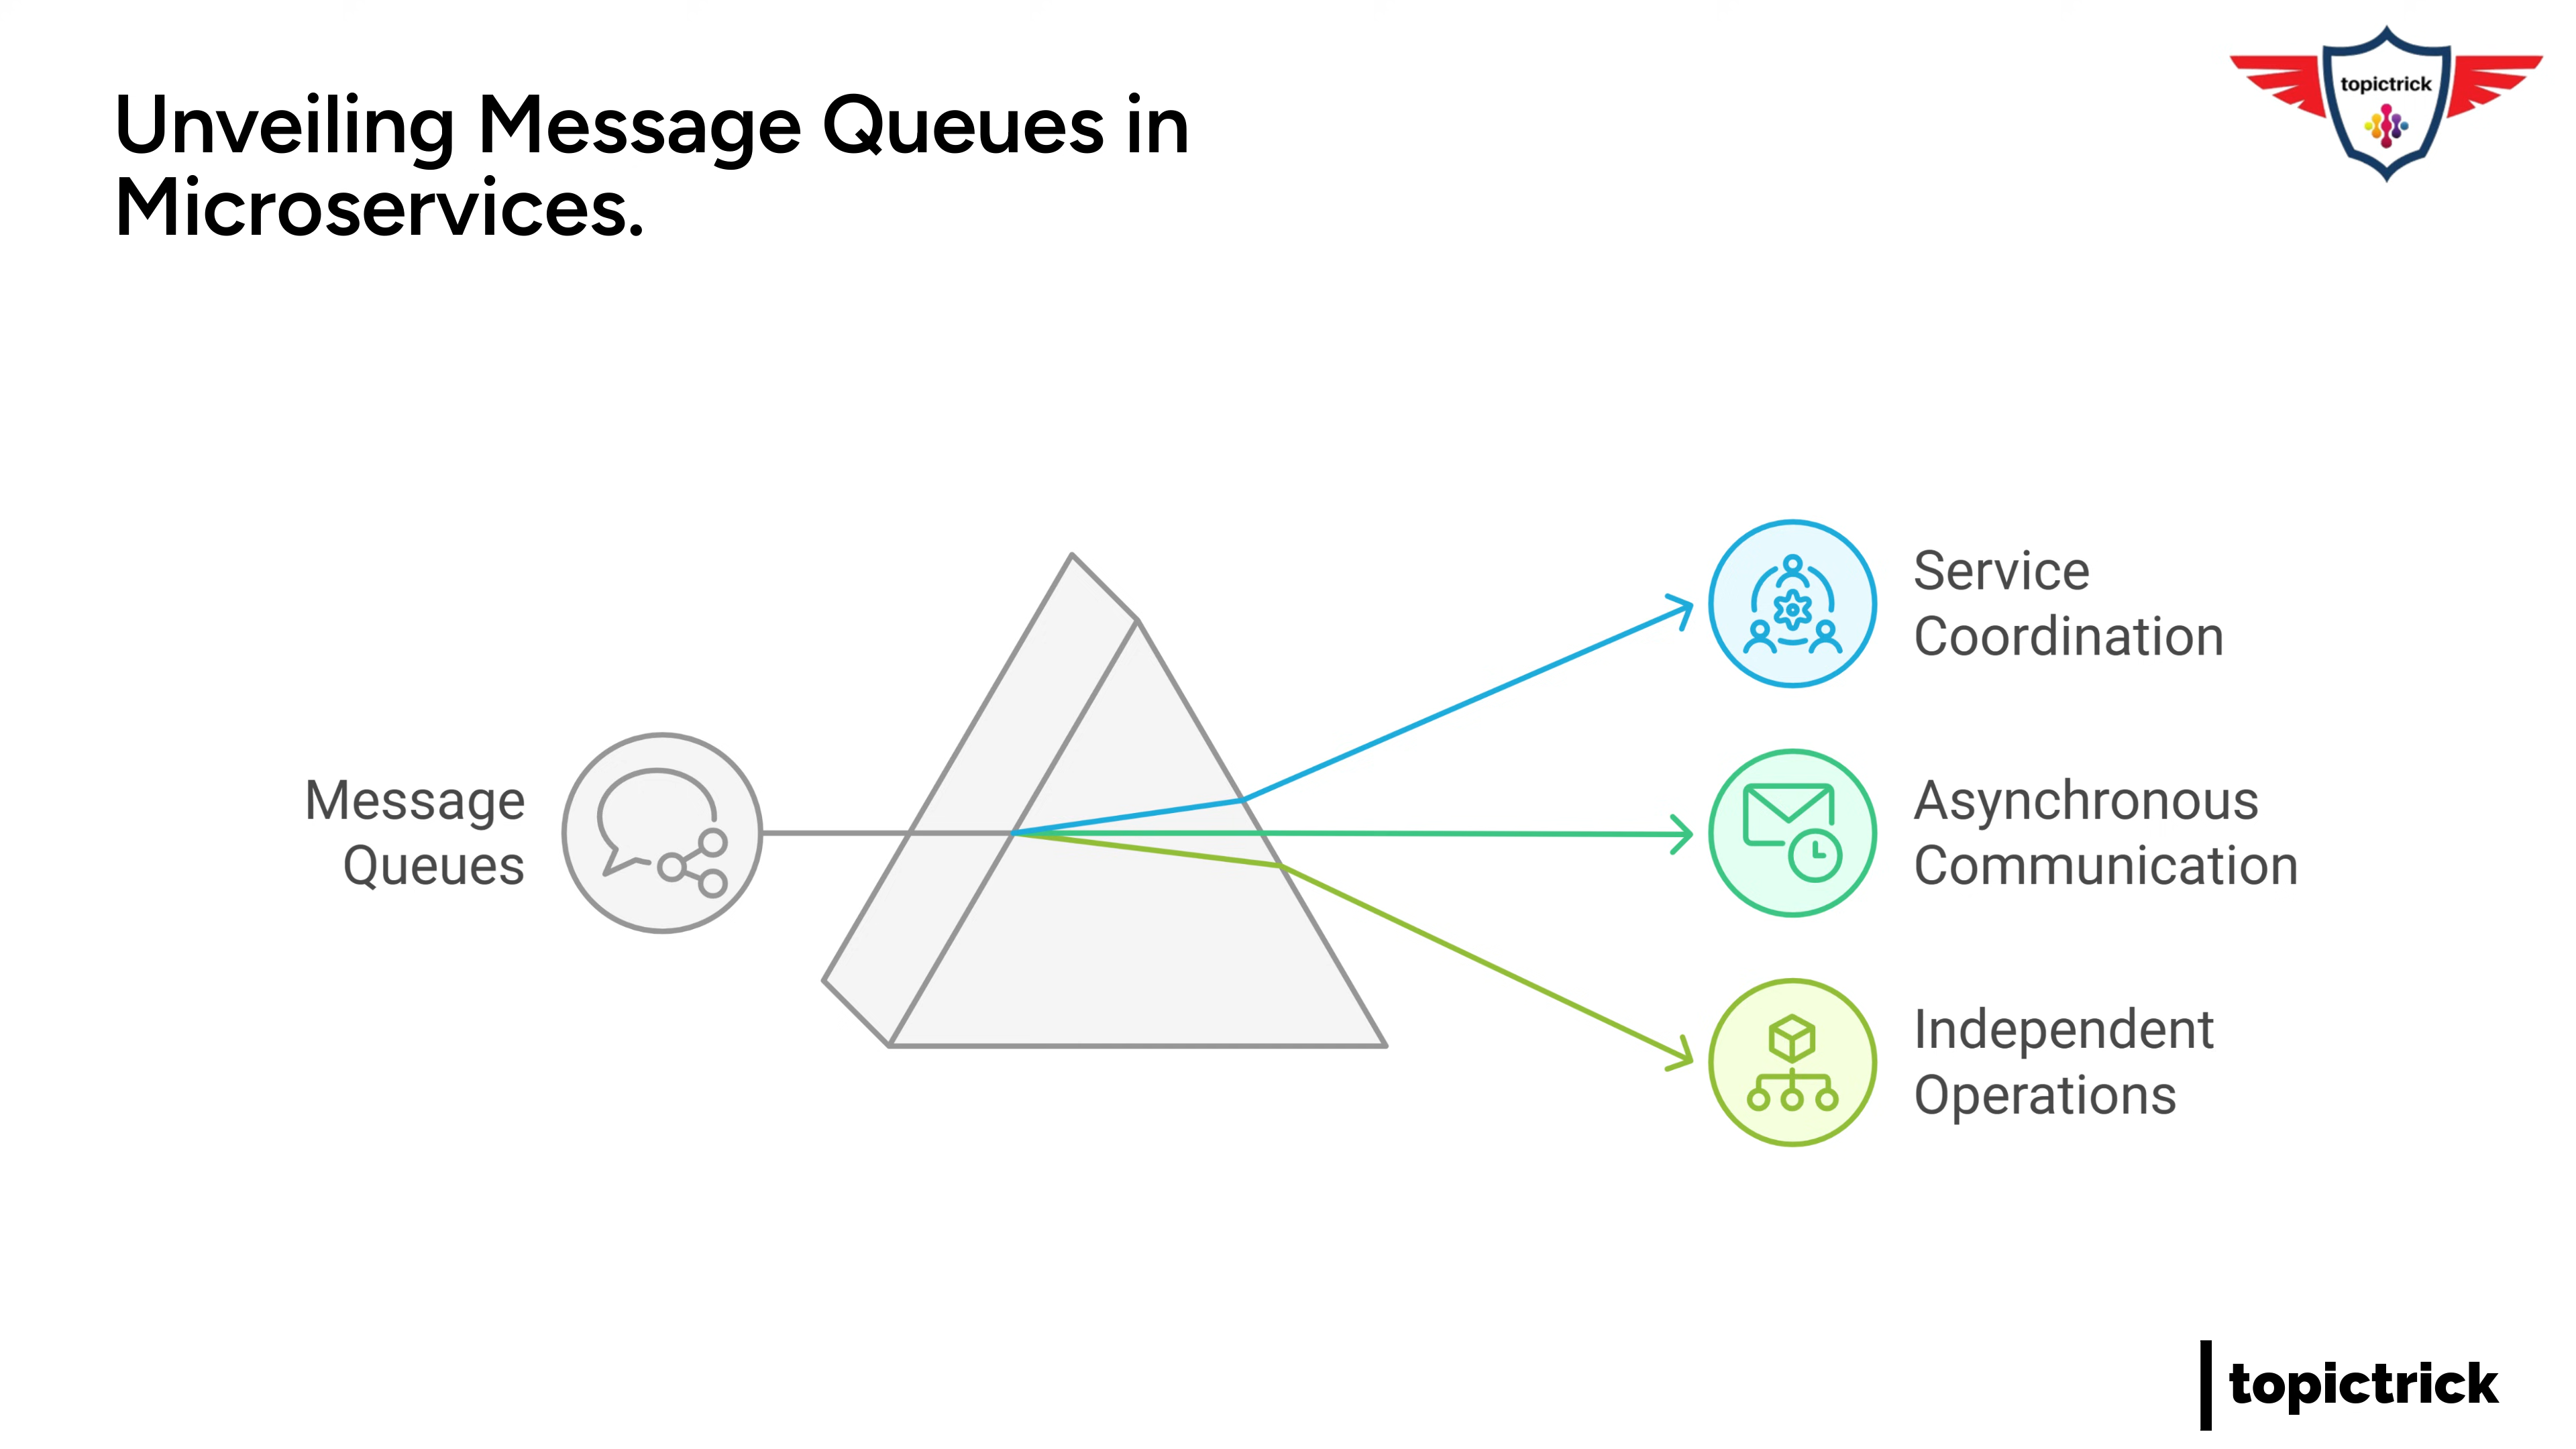 Unveiling Message Queues in
Microservices.
topictrick
Message
Queues
Service
Coordination
Asynchronous
Communication
Independent
Operations
topictrick